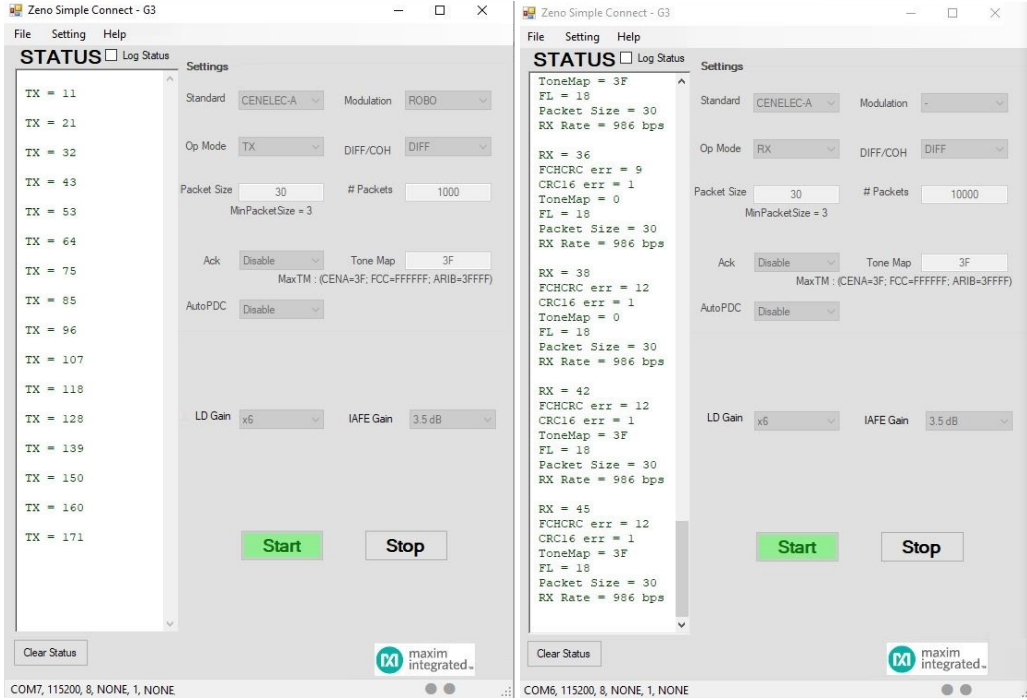 Zeno Simple Connect - G3
File Setting Help
STATUS Log Status
TX = 11
TX = 21
TX = 32
TX = 43
TX = 53
TX = 64
TX = 75
TX = 85
TX = 96
TX = 107
TX = 118
TX = 128
TX = 139
TX = 150
TX = 160
TX = 171
Settings
Standard CENELEC-A Modulation ROBO
Op Mode TX DIFF/COH DIFF
Packet Size 30 # Packets 1000
MinPacketSize = 3
Ack Disable Tone Map 3F
MaxTM : (CENA=3F; FCC=FFFFFF; ARIB=3FFFF)
AutoPDC Disable
LD Gain x6 IAFE Gain 3.5 dB
Start Stop
Clear Status
maxim
integrated™
COM7, 115200, 8, NONE, 1, NONE
Zeno Simple Connect - G3
File Setting Help
STATUS Log Status
ToneMap = 3F
FL = 18
Packet Size = 30
RX Rate = 986 bps
RX = 36
FCHCRC err = 9
CRC16 err = 1
ToneMap = 0
FL = 18
Packet Size = 30
RX Rate = 986 bps
RX = 38
FCHCRC err = 12
CRC16 err = 1
ToneMap = 0
FL = 18
Packet Size = 30
RX Rate = 986 bps
RX = 42
FCHCRC err = 12
CRC16 err = 1
ToneMap = 3F
FL = 18
Packet Size = 30
RX Rate = 986 bps
RX = 45
FCHCRC err = 12
CRC16 err = 1
ToneMap = 3F
FL = 18
Packet Size = 30
RX Rate = 986 bps
Settings
Standard CENELEC-A Modulation -
Op Mode RX DIFF/COH DIFF
Packet Size 30 # Packets 10000
MinPacketSize = 3
Ack Disable Tone Map 3F
MaxTM : (CENA=3F; FCC=FFFFFF; ARIB=3FFFF)
AutoPDC Disable
LD Gain x6 IAFE Gain 3.5 dB
Start Stop
Clear Status
maxim
integrated™
COM6, 115200, 8, NONE, 1, NONE